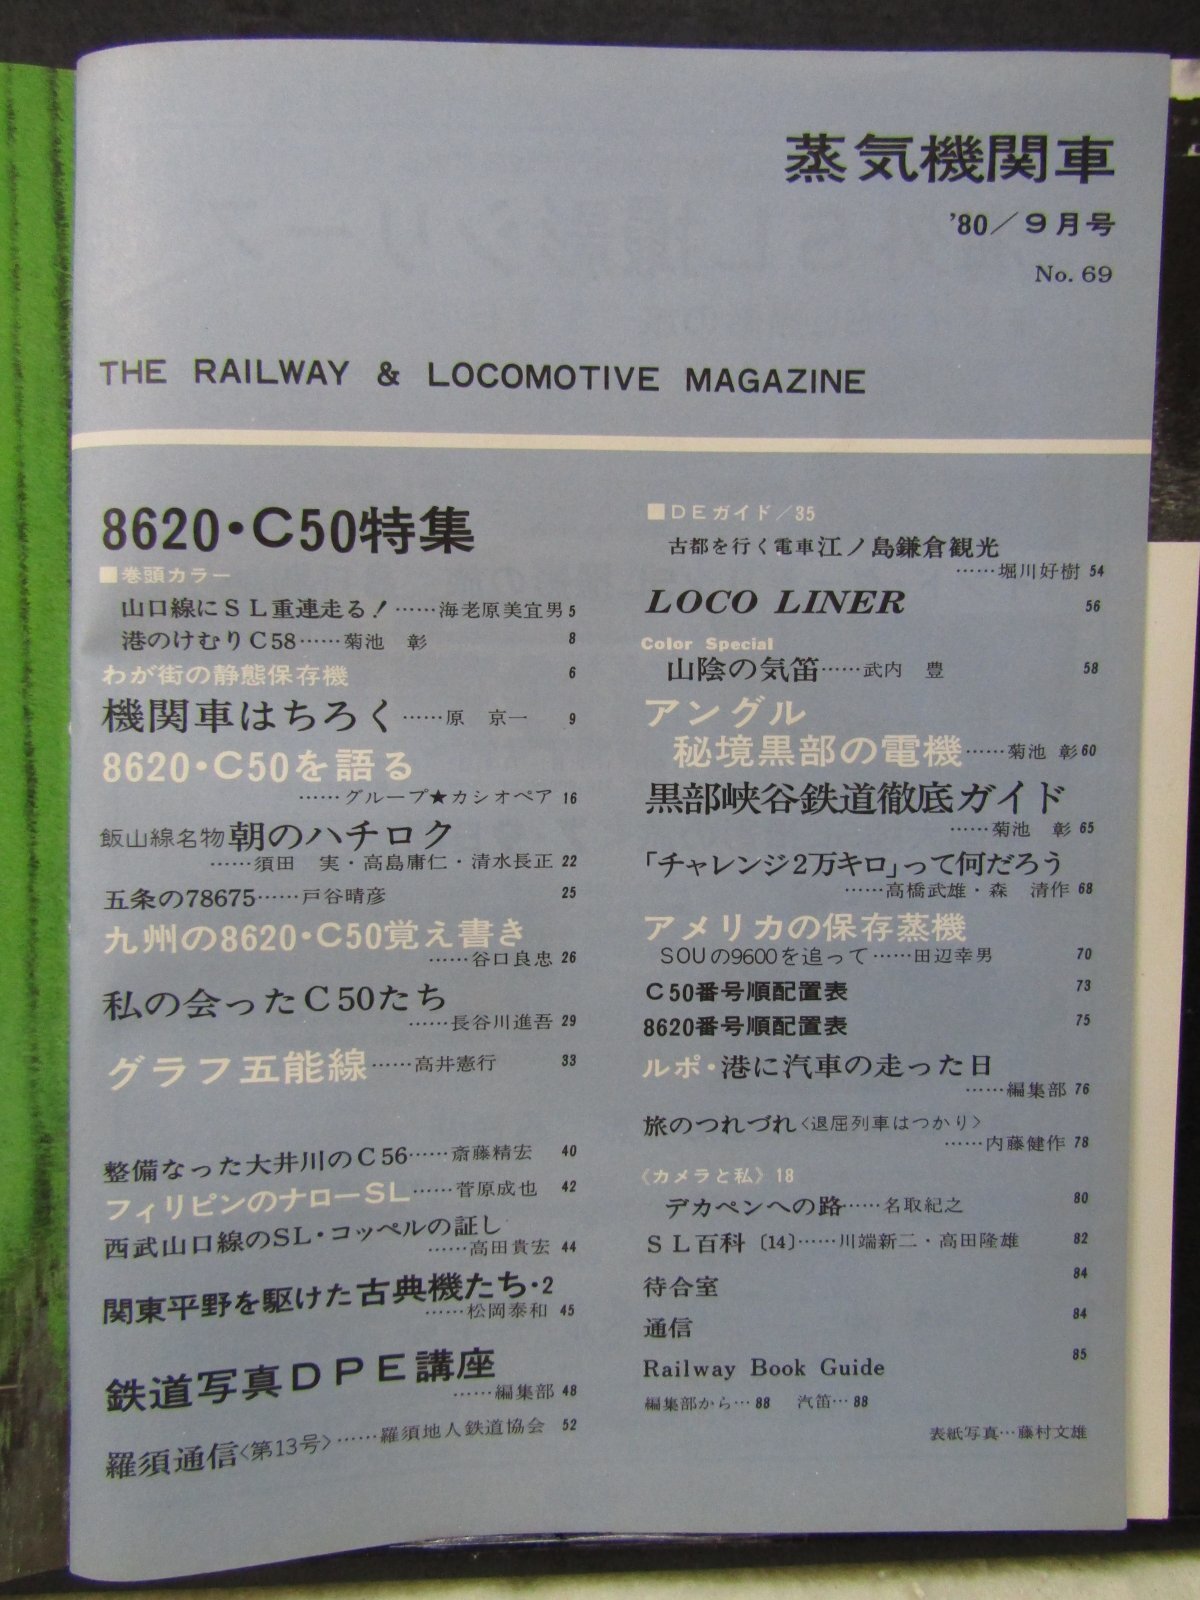 蒸気機関車
'80／9月号
No. 69
THE RAILWAY & LOCOMOTIVE MAGAZINE
8620・C50特集
■巻頭カラー
山口線にＳＬ重連走る！……海老原美宜男 5
港のけむりC58……菊池　彰 8
わが街の静態保存機 6
機関車はちろく……原　京一 9
8620・C50を語る
……グループ★カシオペア 16
飯山線名物朝のハチロク
……須田　実・高島庸仁・清水長正 22
五条の78675……戸谷晴彦 25
九州の8620・C50覚え書き
……谷口良忠 26
私の会ったC50たち
……長谷川進吾 29
グラフ五能線……高井憲行 33
整備なった大井川のC56……斎藤精宏 40
フィリピンのナローSL……菅原成也 42
西武山口線のSL・コッペルの証し
……高田貴宏 44
関東平野を駆けた古典機たち・2
……松岡泰和 45
鉄道写真ＤＰＥ講座
……編集部 48
羅須通信〈第13号〉……羅須地人鉄道協会 52
■ＤＥガイド／35
古都を行く電車江ノ島鎌倉観光
……堀川好樹 54
LOCO LINER 56
Color Special
山陰の気笛……武内　豊 58
アングル
秘境黒部の電機……菊池 彰 60
黒部峡谷鉄道徹底ガイド
……菊池　彰 65
「チャレンジ2万キロ」って何だろう
……高橋武雄・森　清作 68
アメリカの保存蒸機
SOUの9600を追って……田辺幸男 70
C50番号順配置表 73
8620番号順配置表 75
ルポ・港に汽車の走った日
……編集部 76
旅のつれづれ〈退屈列車はつかり〉
……内藤健作 78
《カメラと私》18
デカペンへの路……名取紀之 80
ＳＬ百科〔14〕……川端新二・高田隆雄 82
待合室 84
通信 84
Railway Book Guide 85
編集部から…88　汽笛…88
表紙写真…藤村文雄